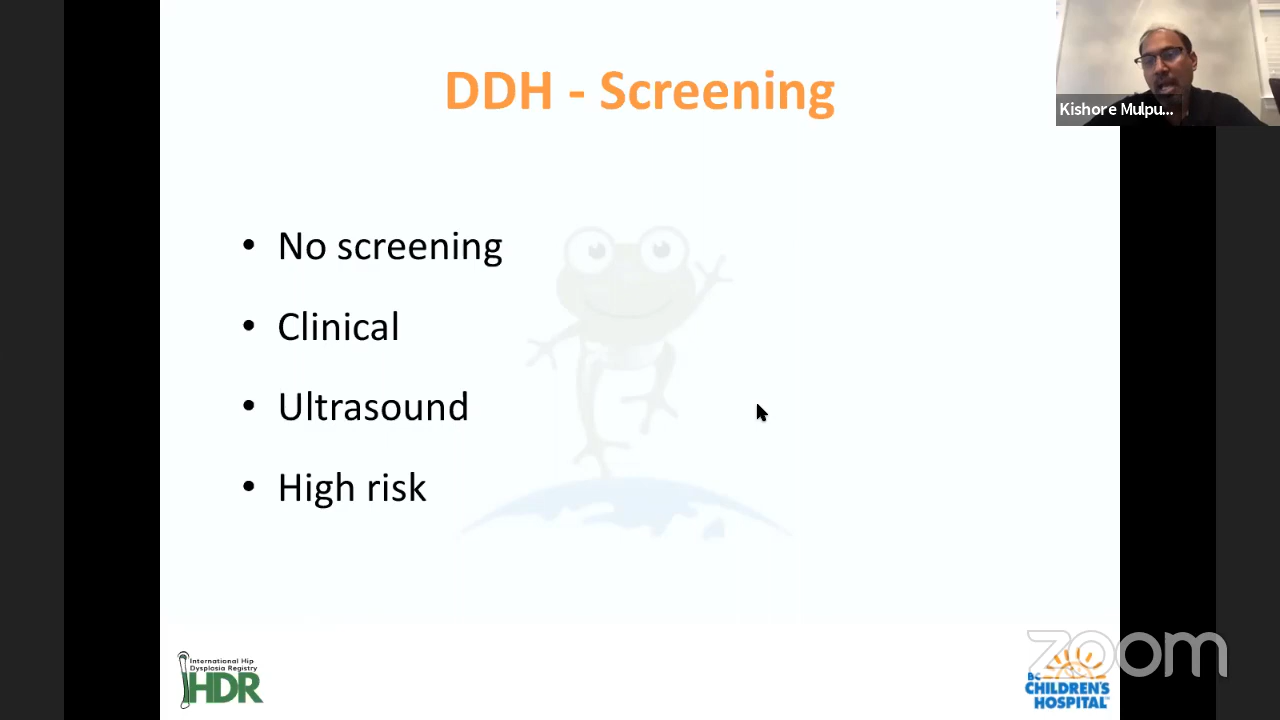 DDH - Screening
Kishore Mulpu...
• No screening
• Clinical
• Ultrasound
• High risk
International Hip
Dysplasia Registry
IHDR
zoom
BC
CHILDREN'S
HOSPITAL